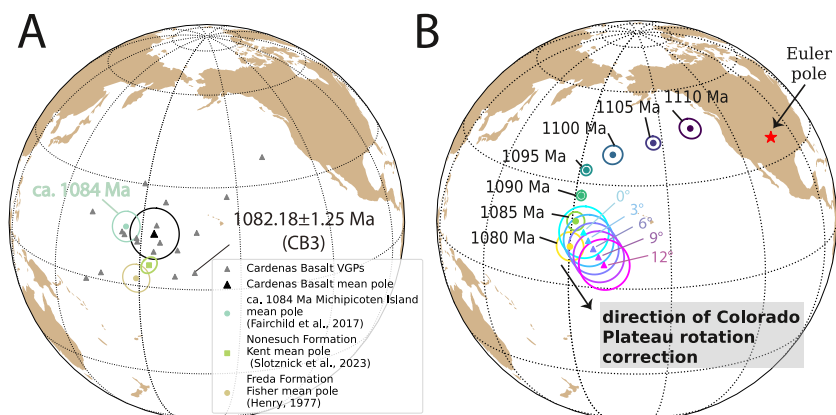 A
ca. 1084 Ma
1082.18±1.25 Ma
(CB3)
Cardenas Basalt VGPs
Cardenas Basalt mean pole
ca. 1084 Ma Michipicoten Island
mean pole
(Fairchild et al., 2017)
Nonesuch Formation
Kent mean pole
(Slotznick et al., 2023)
Freda Formation
Fisher mean pole
(Henry, 1977)
B
Euler
pole
1110 Ma
1105 Ma
1100 Ma
1095 Ma
1090 Ma
1085 Ma
1080 Ma
0°
3°
6°
9°
12°
direction of Colorado
Plateau rotation
correction